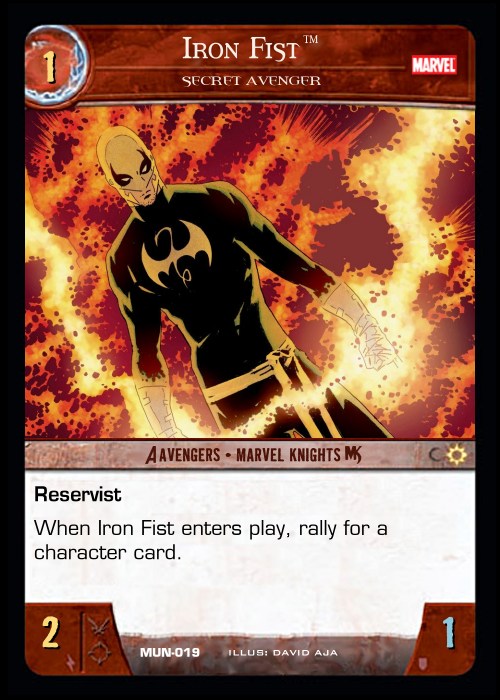 1
IRON FIST™
MARVEL
SECRET AVENGER
AVENGERS • MARVEL KNIGHTS MK
C
Reservist
When Iron Fist enters play, rally for a
character card.
2
MUN-019 ILLUS: DAVID AJA
1